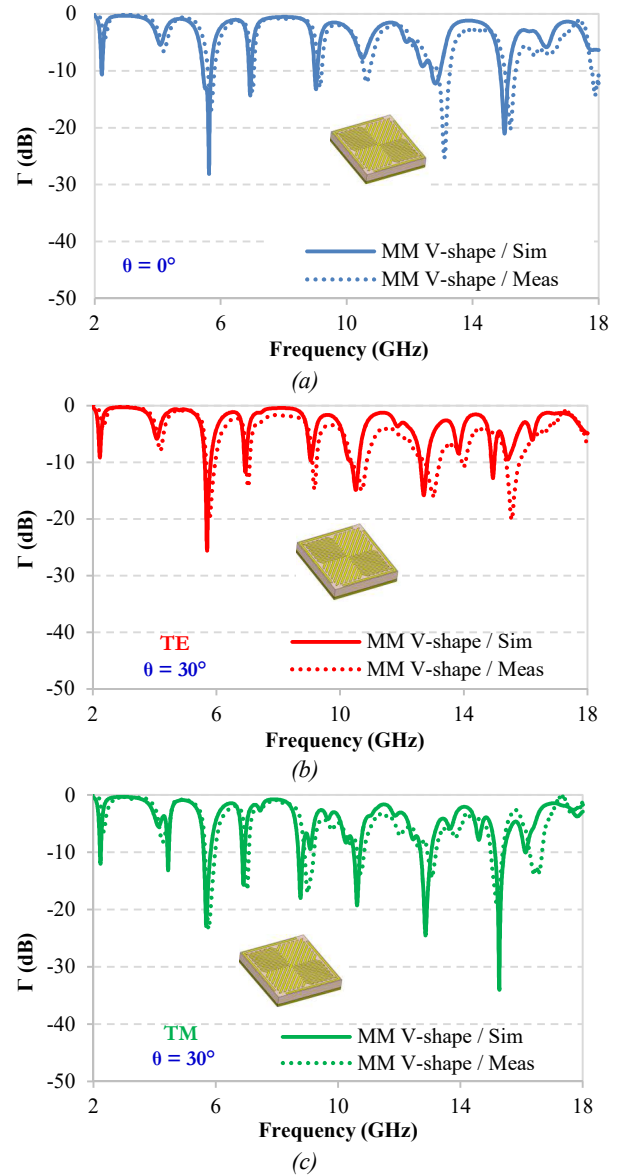 0
-10
-20
-30
-40
-50
Γ (dB)
θ = 0°
MM V-shape / Sim
MM V-shape / Meas
2 6 10 14 18
Frequency (GHz)
(a)
0
-10
-20
-30
-40
-50
Γ (dB)
TE
θ = 30°
MM V-shape / Sim
MM V-shape / Meas
2 6 10 14 18
Frequency (GHz)
(b)
0
-10
-20
-30
-40
-50
Γ (dB)
TM
θ = 30°
MM V-shape / Sim
MM V-shape / Meas
2 6 10 14 18
Frequency (GHz)
(c)